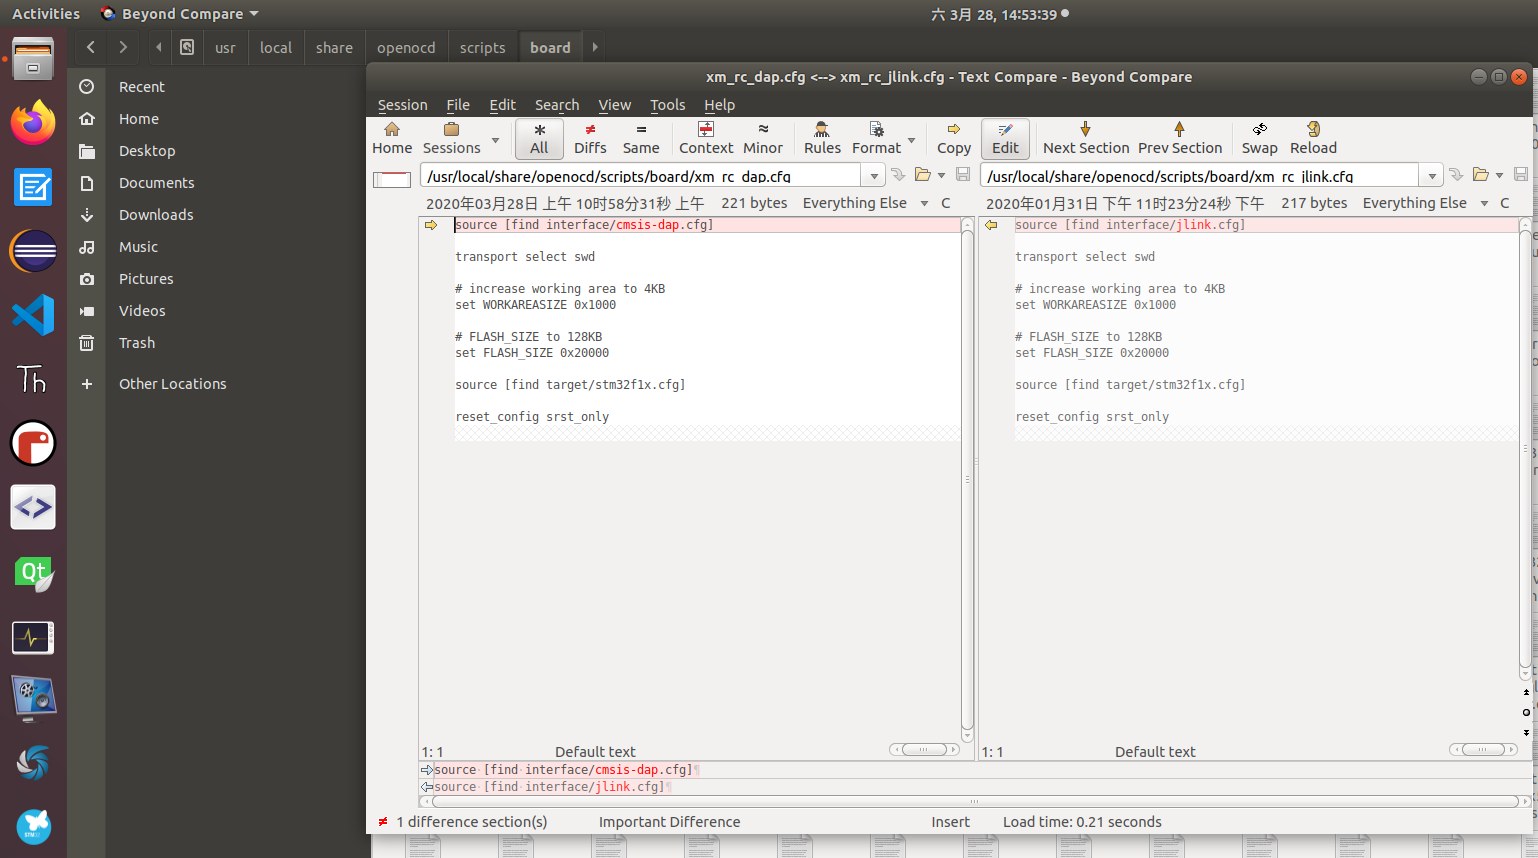 Activities
Beyond Compare
六 3月 28, 14:53:39
usr
local
share
openocd
scripts
board
Recent
Home
Desktop
Documents
Downloads
Music
Pictures
Videos
Trash
Other Locations
Th
Qt
xm_rc_dap.cfg <--> xm_rc_jlink.cfg - Text Compare - Beyond Compare
Session File Edit Search View Tools Help
Home Sessions All Diffs Same Context Minor Rules Format Copy Edit Next Section Prev Section Swap Reload
/usr/local/share/openocd/scripts/board/xm_rc_dap.cfg
2020年03月28日 上午 10时58分31秒 上午 221 bytes Everything Else C
source [find interface/cmsis-dap.cfg]
transport select swd
# increase working area to 4KB
set WORKAREASIZE 0x1000
# FLASH_SIZE to 128KB
set FLASH_SIZE 0x20000
source [find target/stm32f1x.cfg]
reset_config srst_only
1: 1 Default text
/usr/local/share/openocd/scripts/board/xm_rc_jlink.cfg
2020年01月31日 下午 11时23分24秒 下午 217 bytes Everything Else C
source [find interface/jlink.cfg]
transport select swd
# increase working area to 4KB
set WORKAREASIZE 0x1000
# FLASH_SIZE to 128KB
set FLASH_SIZE 0x20000
source [find target/stm32f1x.cfg]
reset_config srst_only
1: 1 Default text
source [find interface/cmsis-dap.cfg]¶
source [find interface/jlink.cfg]¶
1 difference section(s) Important Difference Insert Load time: 0.21 seconds